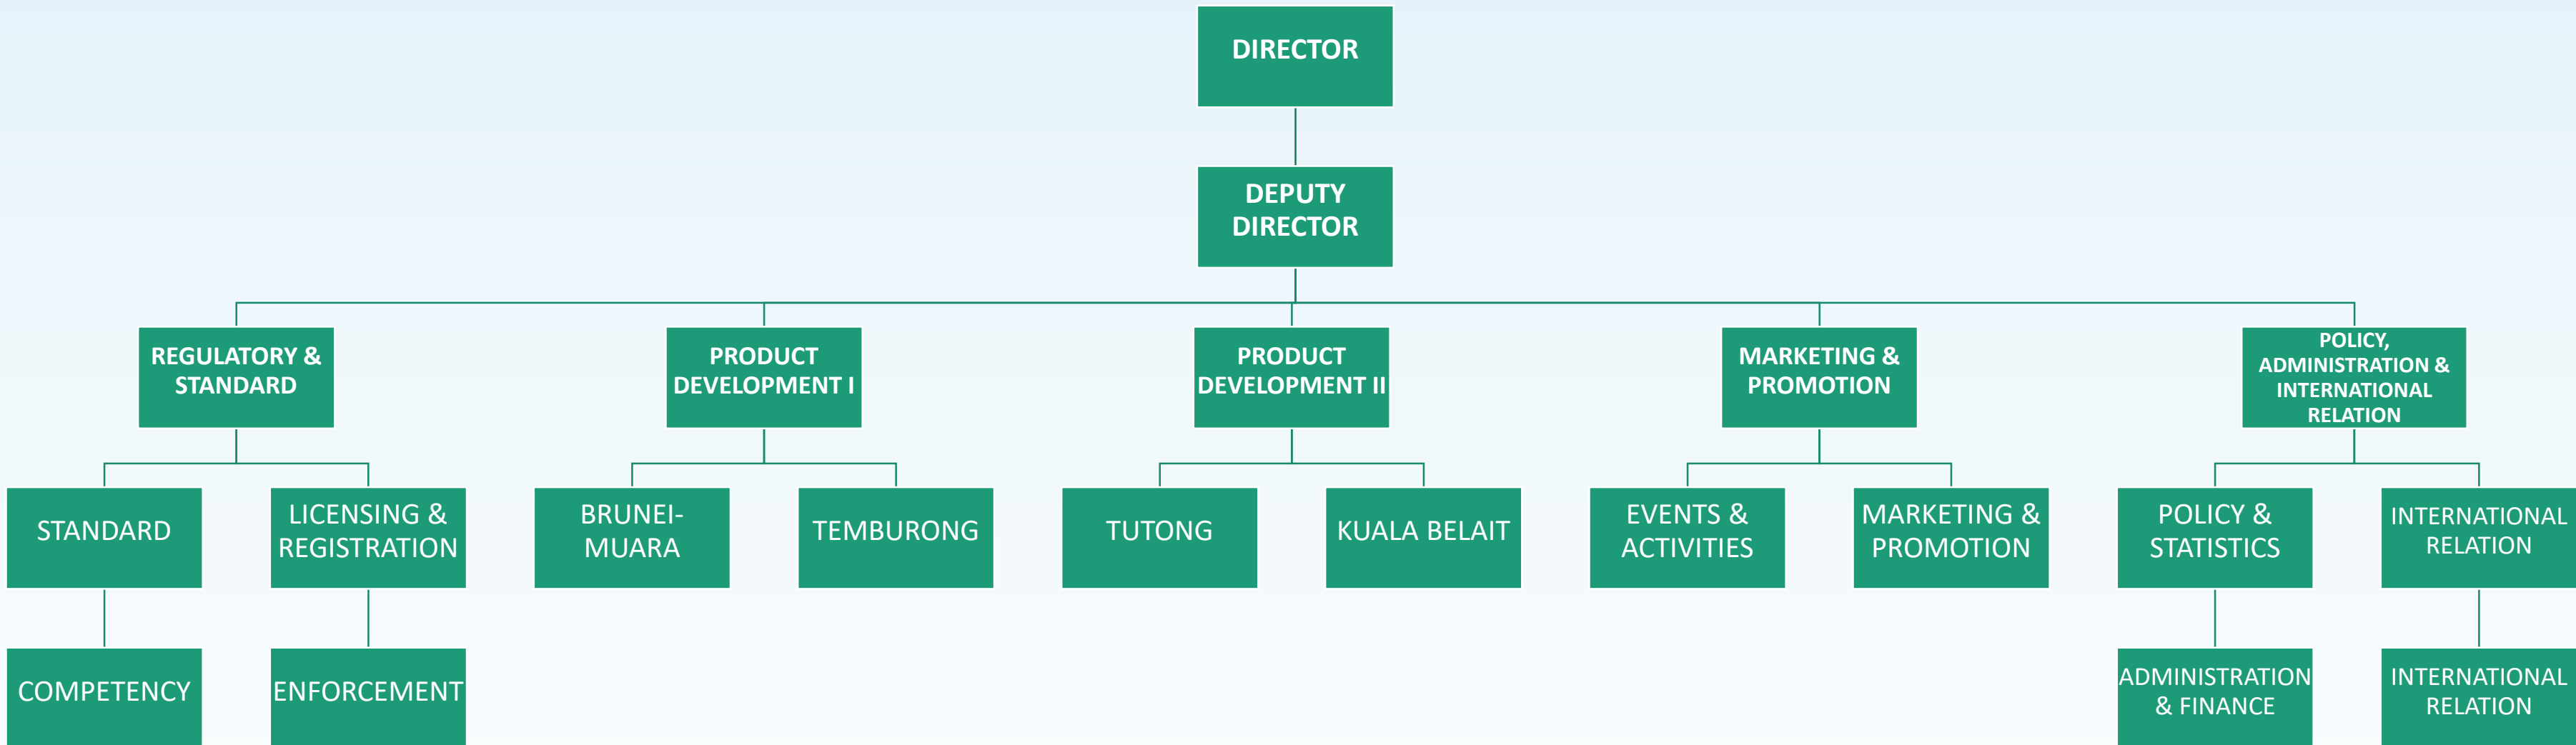 DIRECTOR
DEPUTY
DIRECTOR
REGULATORY &
STANDARD
PRODUCT
DEVELOPMENT I
PRODUCT
DEVELOPMENT II
MARKETING &
PROMOTION
POLICY,
ADMINISTRATION &
INTERNATIONAL
RELATION
STANDARD
LICENSING &
REGISTRATION
BRUNEI-
MUARA
TEMBURONG
TUTONG
KUALA BELAIT
EVENTS &
ACTIVITIES
MARKETING &
PROMOTION
POLICY &
STATISTICS
INTERNATIONAL
RELATION
COMPETENCY
ENFORCEMENT
ADMINISTRATION
& FINANCE
INTERNATIONAL
RELATION